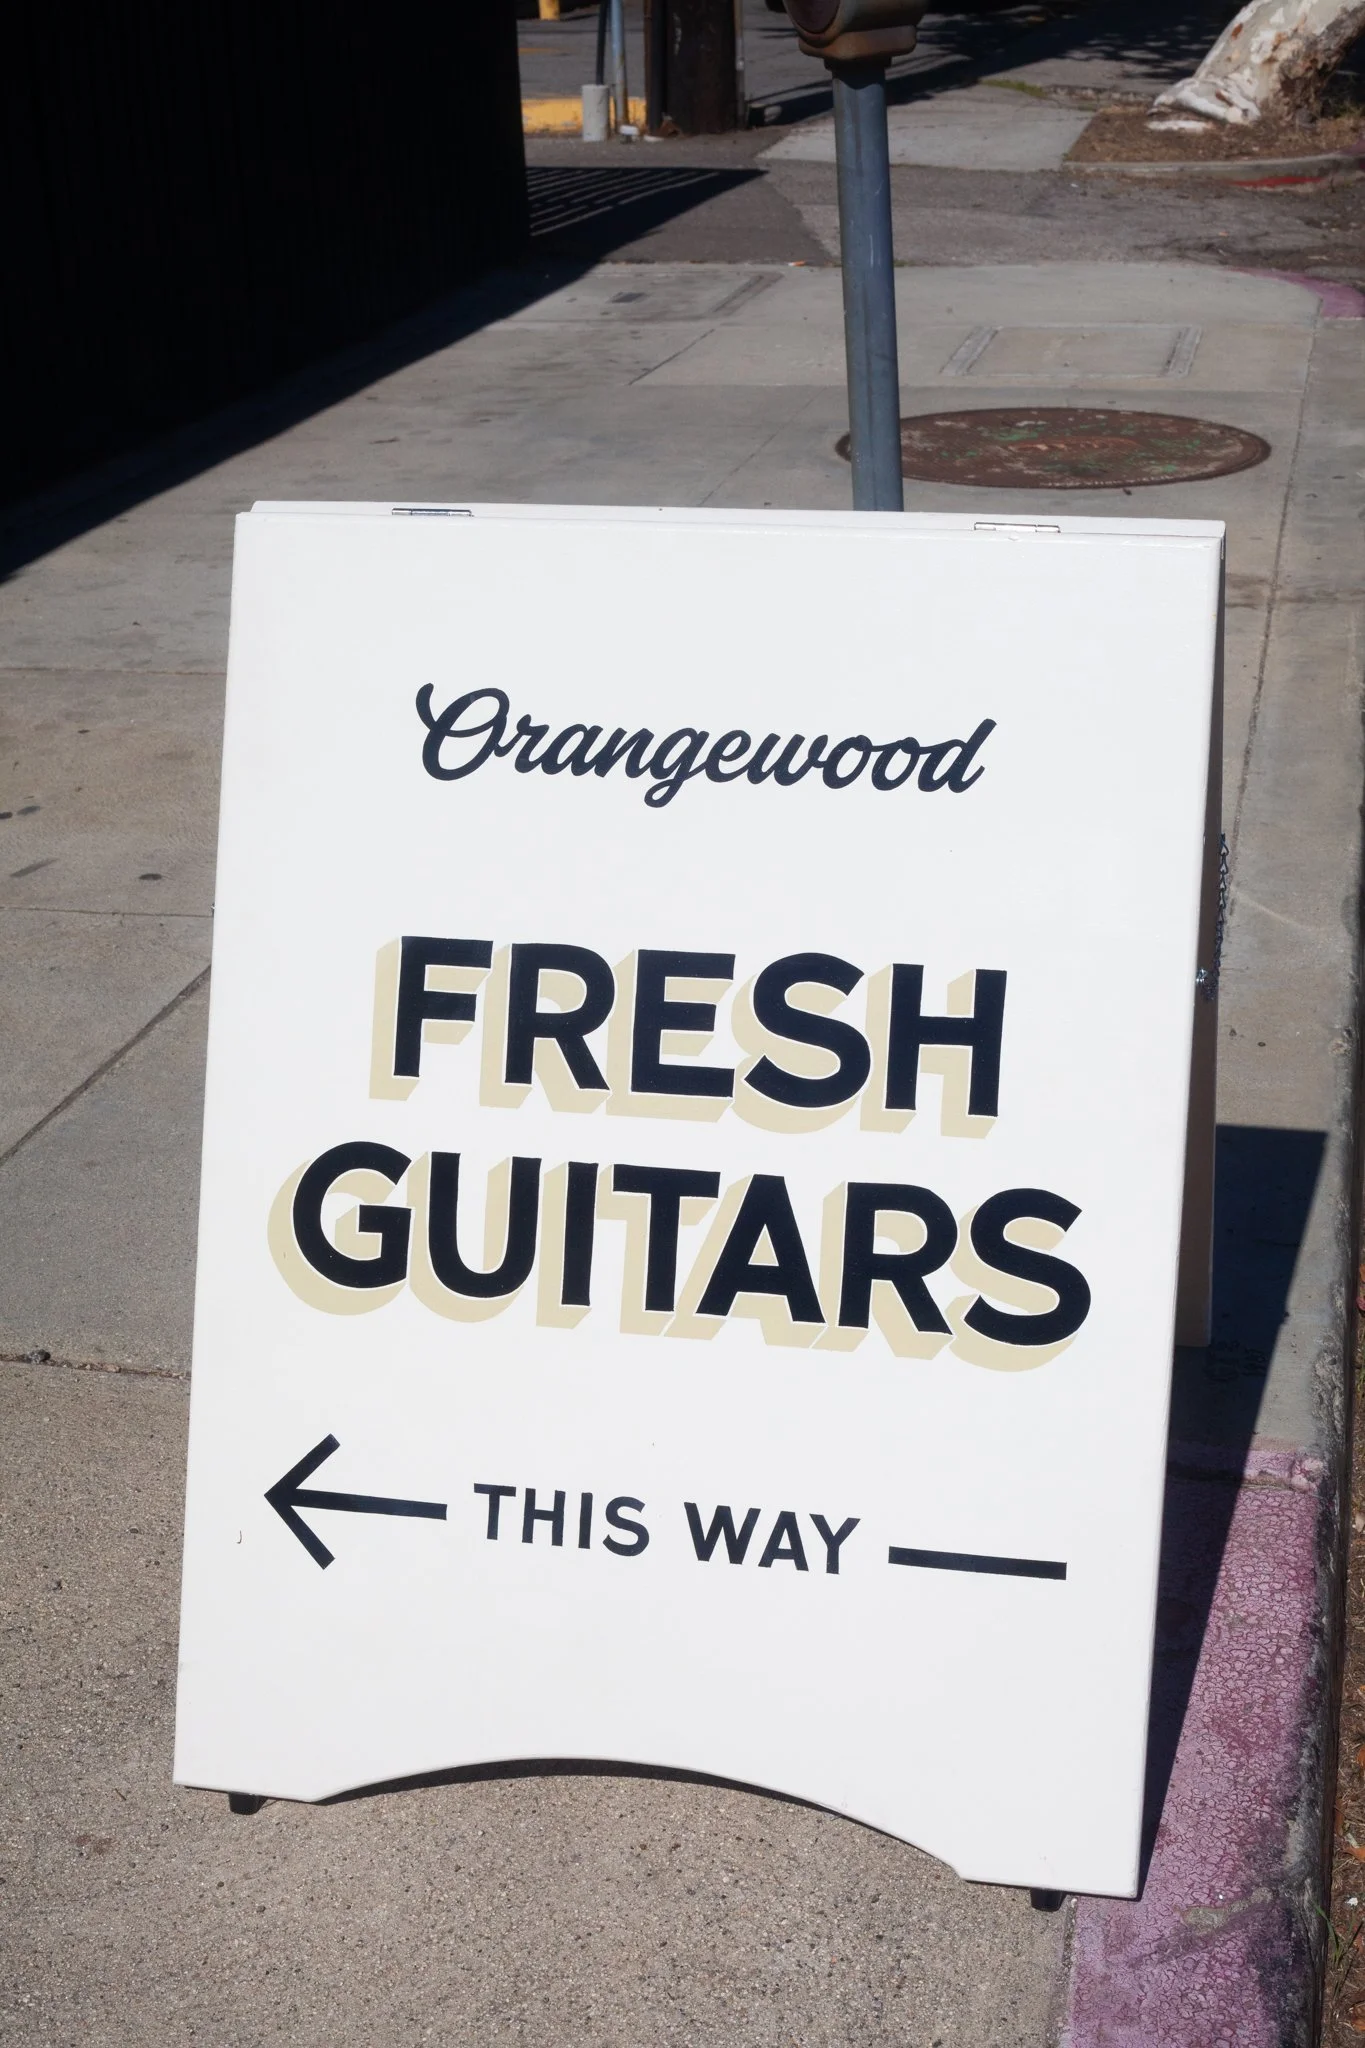 Orangewood
FRESH
GUITARS
← THIS WAY —